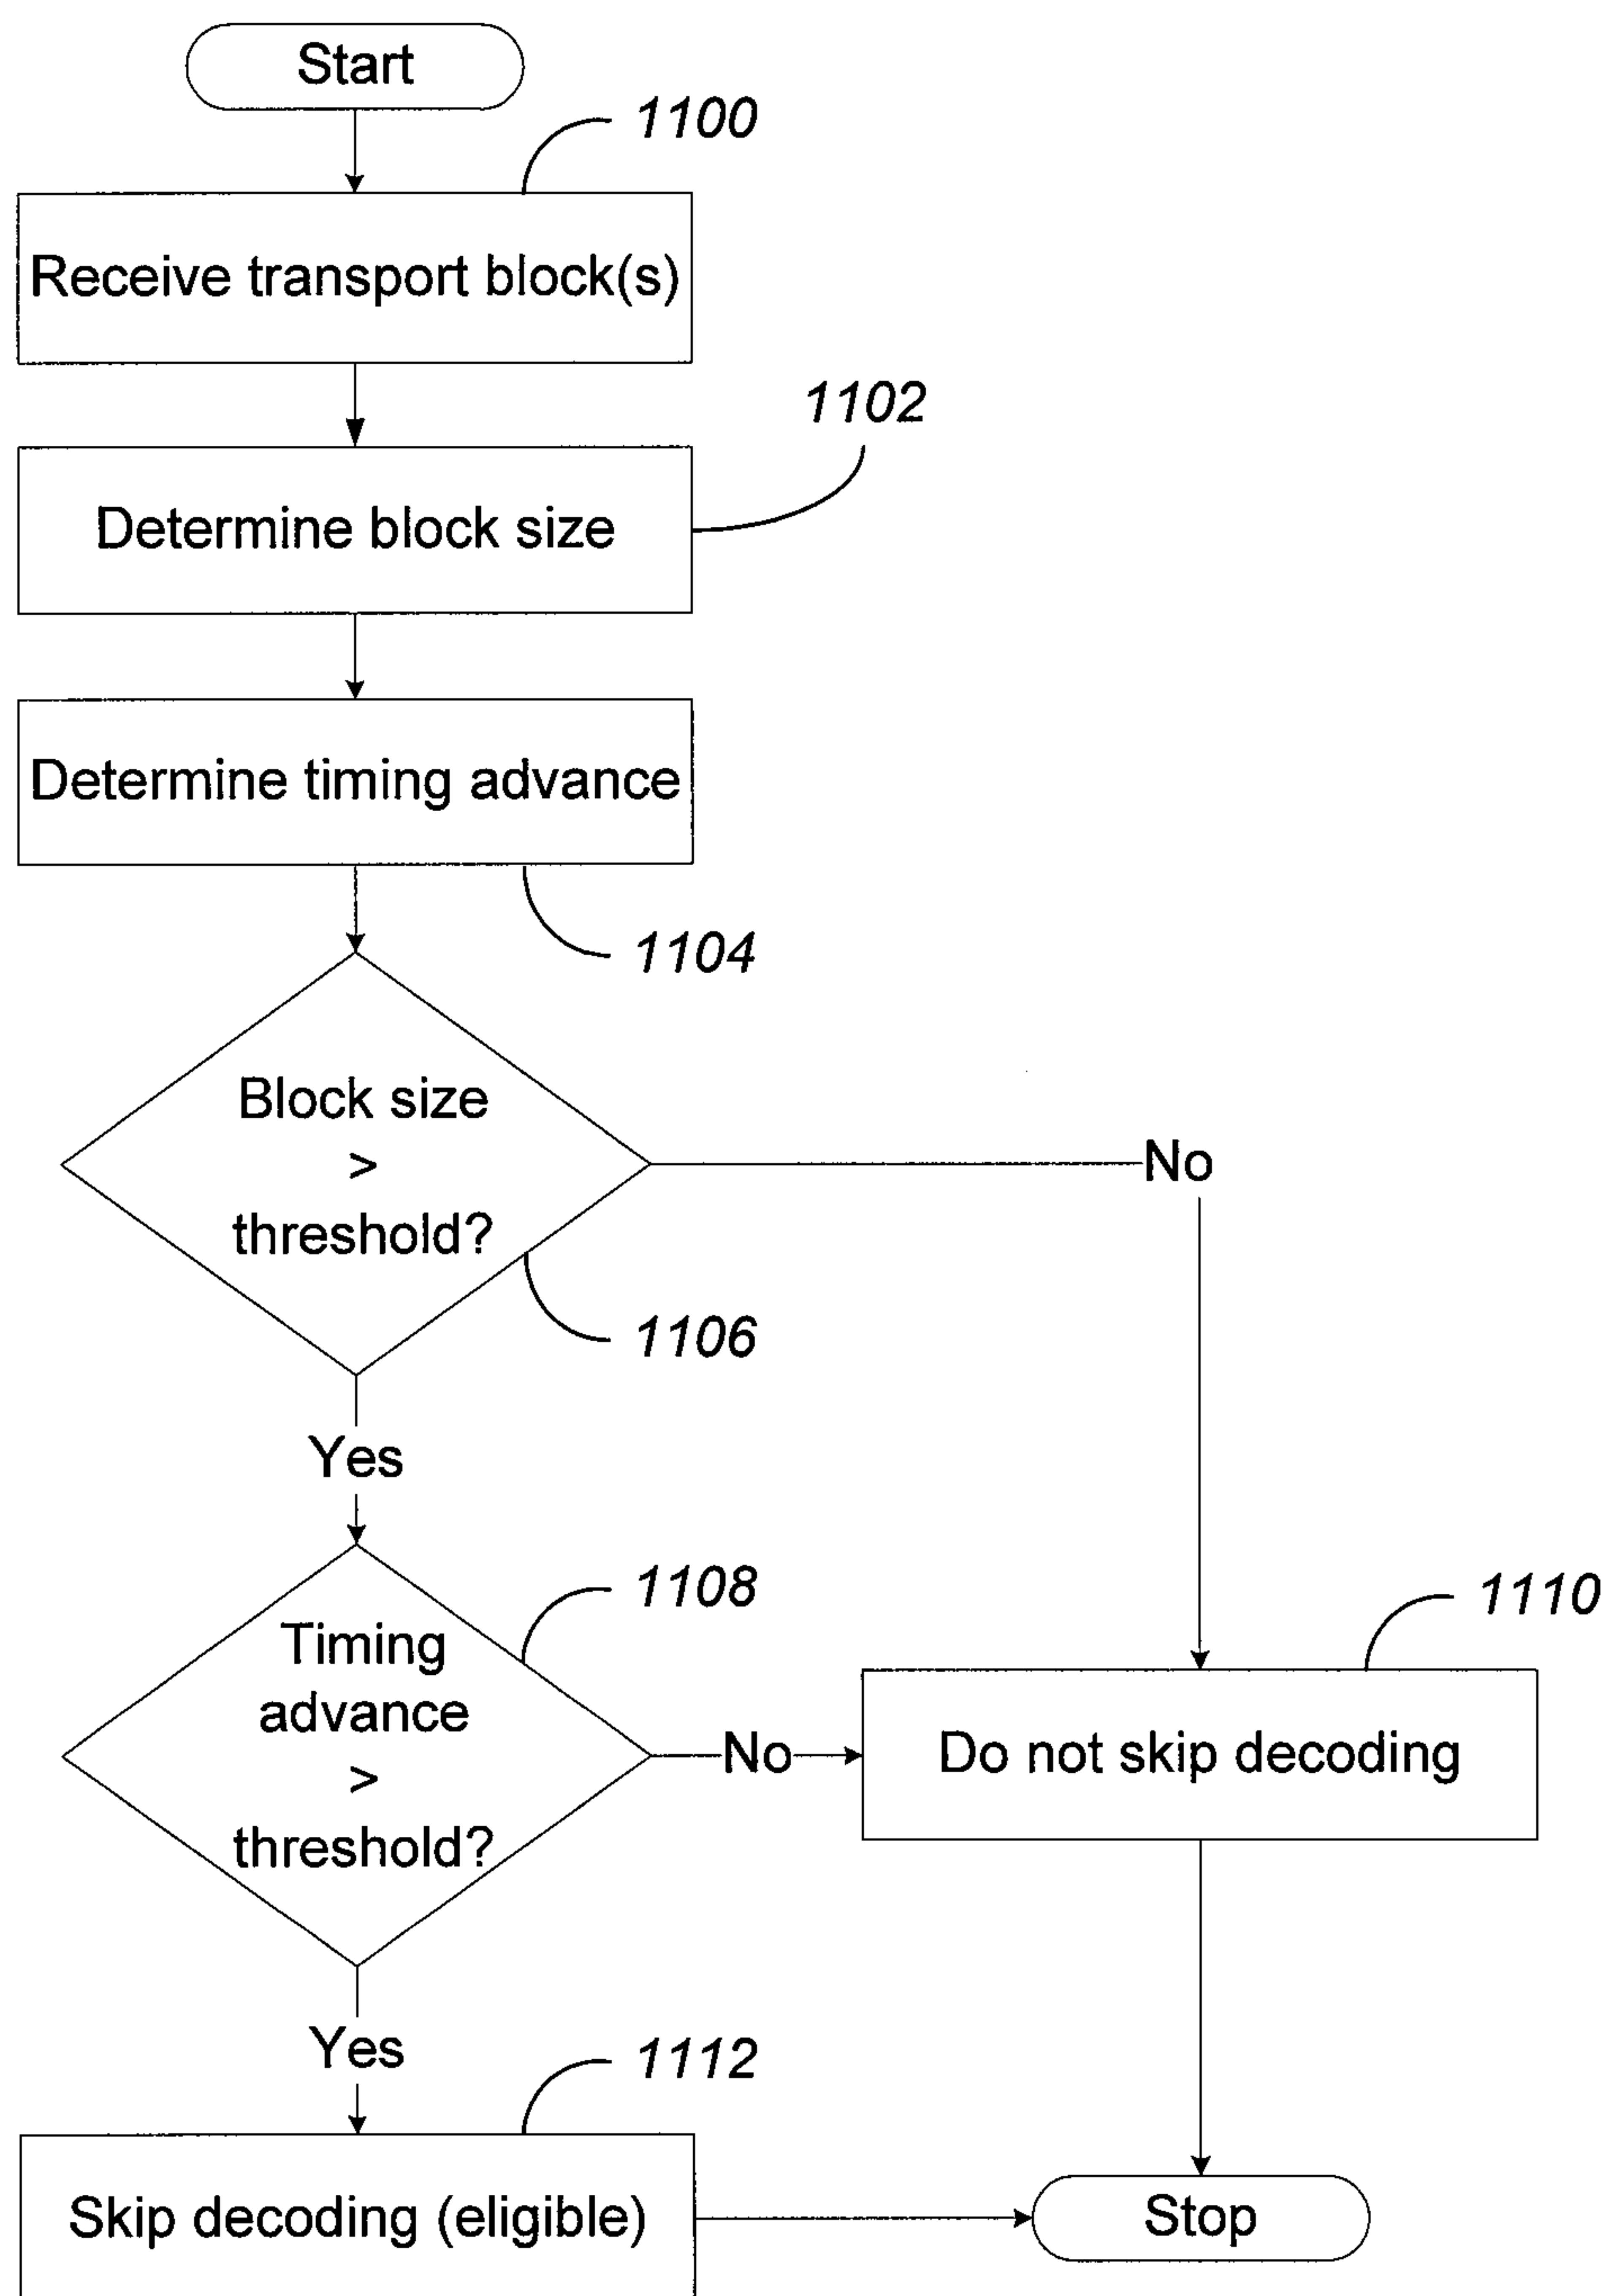 Start
1100
Receive transport block(s)
1102
Determine block size
Determine timing advance
1104
Block size
>
threshold?
No
1106
Yes
1108
1110
Timing
advance
>
threshold?
No
Do not skip decoding
Yes
1112
Skip decoding (eligible)
Stop